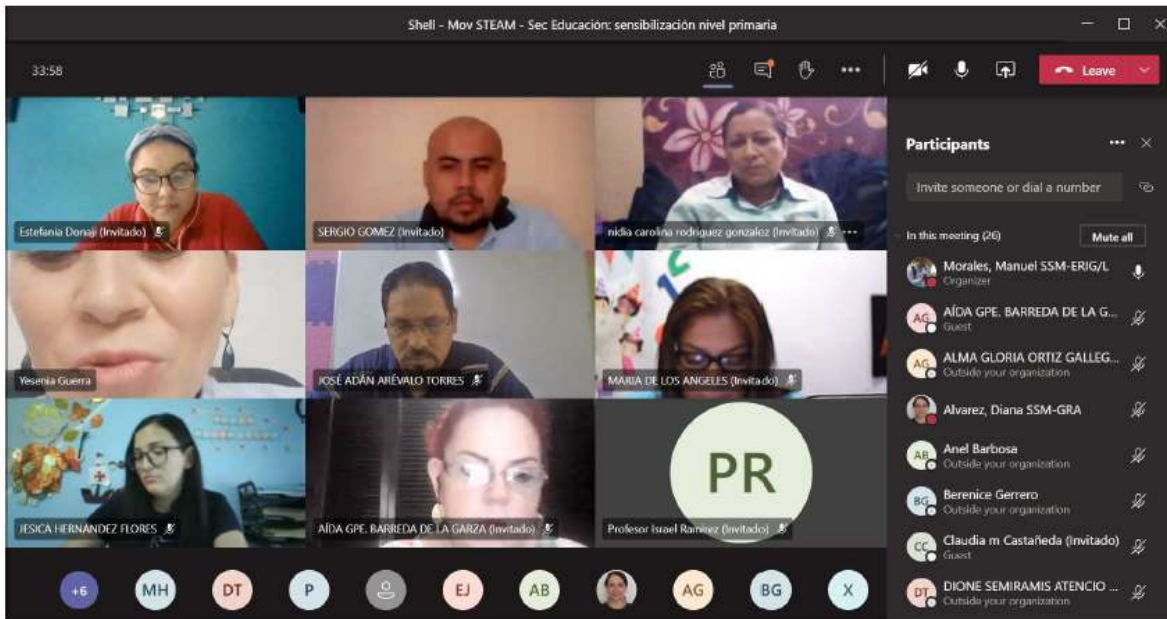 Shell - Mov STEAM - Sec Educación: sensibilización nivel primaria
33:58
Leave
Estefania Donaji (Invitado)
SERGIO GOMEZ (Invitado)
nidia carolina rodriguez gonzalez (Invitado)
Yesenia Guerra
JOSÉ ADÁN ARÉVALO TORRES
MARIA DE LOS ANGELES (Invitado)
JESICA HERNÁNDEZ FLORES
AÍDA GPE. BARREDA DE LA GARZA (Invitado)
PR
Profesor Israel Ramirez (Invitado)
+6
MH
DT
P
EJ
AB
AG
BG
X
Participants
Invite someone or dial a number
In this meeting (26)
Mute all
Morales, Manuel SSM-ERIG/L
Organizer
AG
AÍDA GPE. BARREDA DE LA G...
Guest
AG
ALMA GLORIA ORTIZ GALLEG...
Outside your organization
Alvarez, Diana SSM-GRA
AB
Anel Barbosa
Outside your organization
BG
Berenice Gerrero
Outside your organization
CC
Claudia m Castañeda (Invitado)
Guest
DT
DIONE SEMIRAMIS ATENCIO ...
Outside your organization